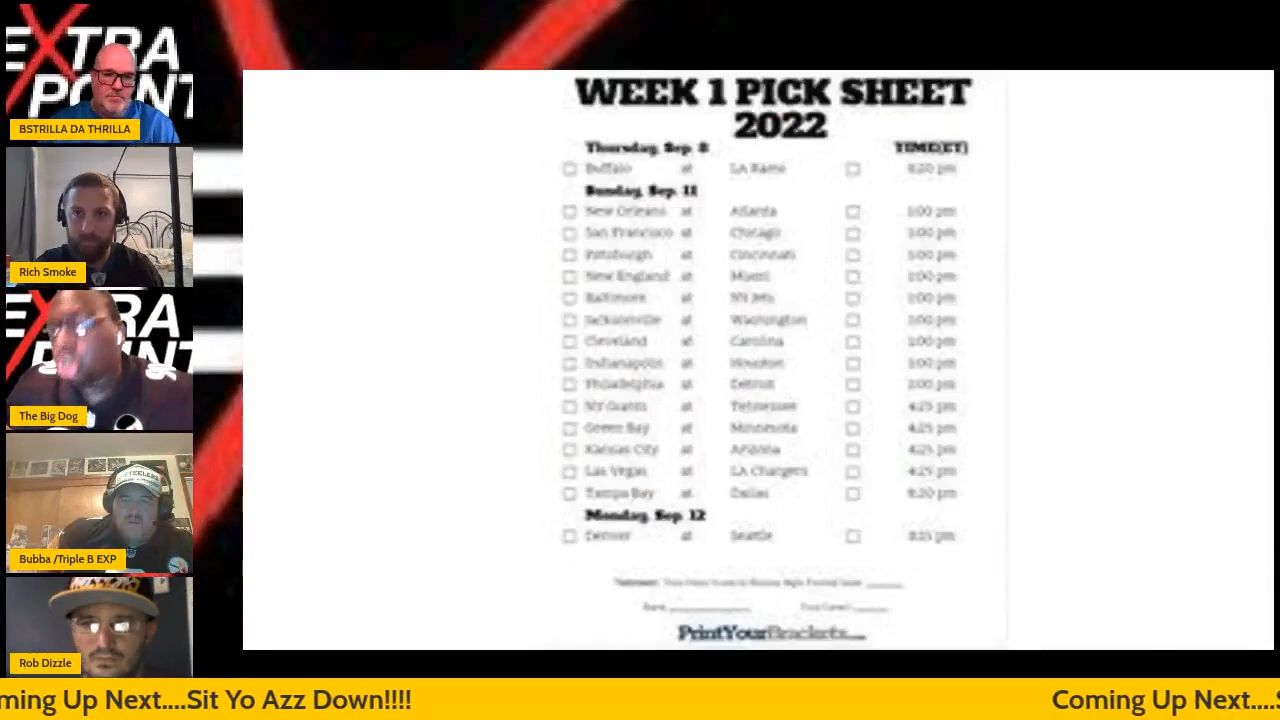 EXTRA
POINT
BSTRILLA DA THRILLA
Rich Smoke
EXTRA
POINT
The Big Dog
STEELERS
Bubba /Triple B EXP
Rob Dizzle
WEEK 1 PICK SHEET
2022
Thursday, Sep. 8 TIME(ET)
Buffalo at LA Rams 8:20 pm
Sunday, Sep. 11
New Orleans at Atlanta 1:00 pm
San Francisco at Chicago 1:00 pm
Pittsburgh at Cincinnati 1:00 pm
New England at Miami 1:00 pm
Baltimore at NY Jets 1:00 pm
Jacksonville at Washington 1:00 pm
Cleveland at Carolina 1:00 pm
Indianapolis at Houston 1:00 pm
Philadelphia at Detroit 1:00 pm
NY Giants at Tennessee 4:25 pm
Green Bay at Minnesota 4:25 pm
Kansas City at Arizona 4:25 pm
Las Vegas at LA Chargers 4:25 pm
Tampa Bay at Dallas 8:20 pm
Monday, Sep. 12
Denver at Seattle 8:15 pm
PrintYourBrackets
ming Up Next....Sit Yo Azz Down!!!! Coming Up Next....S